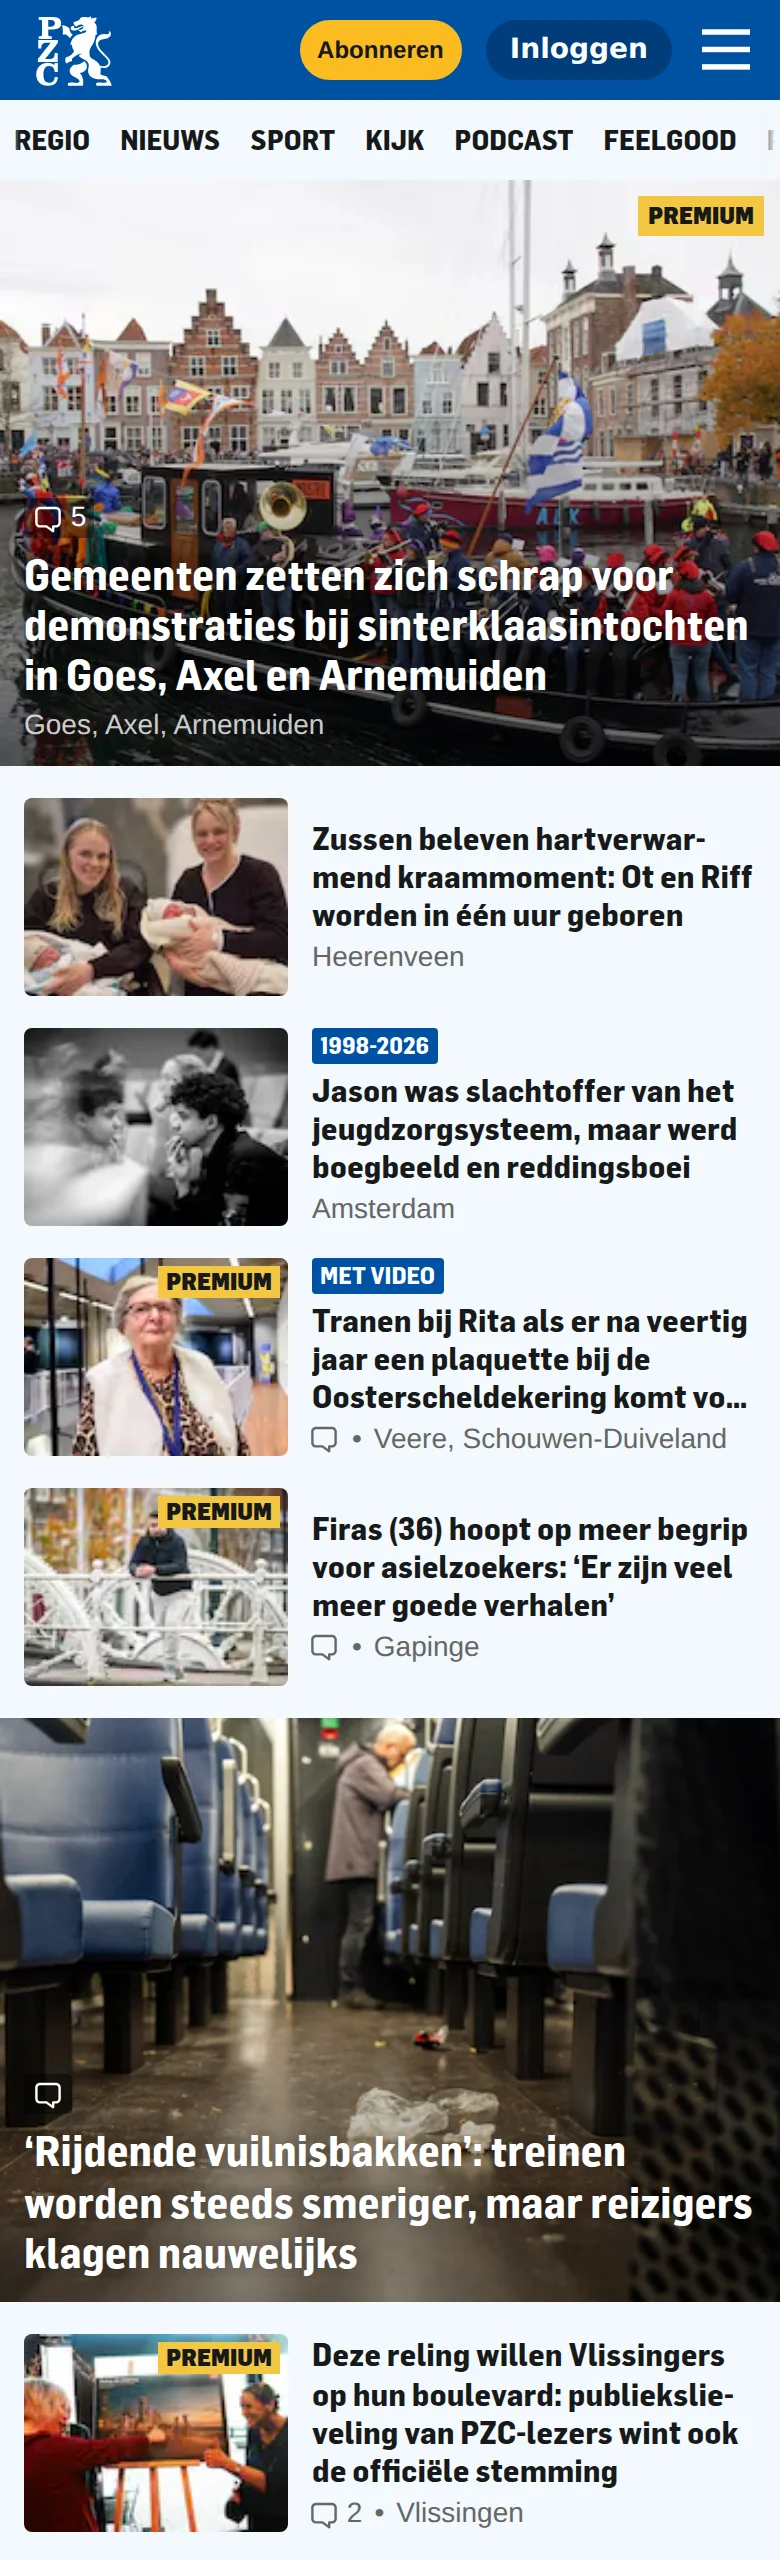 P
Z
C
Abonneren
Inloggen
REGIO NIEUWS SPORT KIJK PODCAST FEELGOOD
PREMIUM
5
Gemeenten zetten zich schrap voor
demonstraties bij sinterklaasintochten
in Goes, Axel en Arnemuiden
Goes, Axel, Arnemuiden
Zussen beleven hartverwar-
mend kraammoment: Ot en Riff
worden in één uur geboren
Heerenveen
1998-2026
Jason was slachtoffer van het
jeugdzorgsysteem, maar werd
boegbeeld en reddingsboei
Amsterdam
PREMIUM
MET VIDEO
Tranen bij Rita als er na veertig
jaar een plaquette bij de
Oosterscheldekering komt vo...
• Veere, Schouwen-Duiveland
PREMIUM
Firas (36) hoopt op meer begrip
voor asielzoekers: ‘Er zijn veel
meer goede verhalen’
• Gapinge
‘Rijdende vuilnisbakken’: treinen
worden steeds smeriger, maar reizigers
klagen nauwelijks
PREMIUM
Deze reling willen Vlissingers
op hun boulevard: publiekslie-
veling van PZC-lezers wint ook
de officiële stemming
2 • Vlissingen